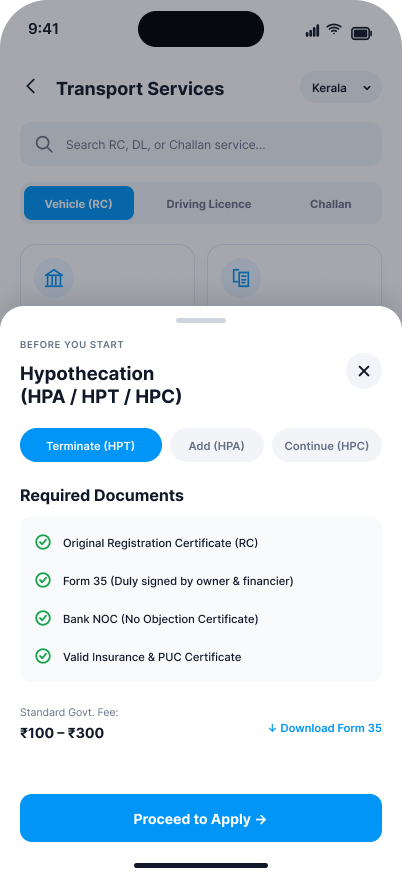 9:41
Transport Services
Kerala
Search RC, DL, or Challan service...
Vehicle (RC)
Driving Licence
Challan
BEFORE YOU START
Hypothecation
(HPA / HPT / HPC)
Terminate (HPT)
Add (HPA)
Continue (HPC)
Required Documents
Original Registration Certificate (RC)
Form 35 (Duly signed by owner & financier)
Bank NOC (No Objection Certificate)
Valid Insurance & PUC Certificate
Standard Govt. Fee:
₹100 – ₹300
↓ Download Form 35
Proceed to Apply →